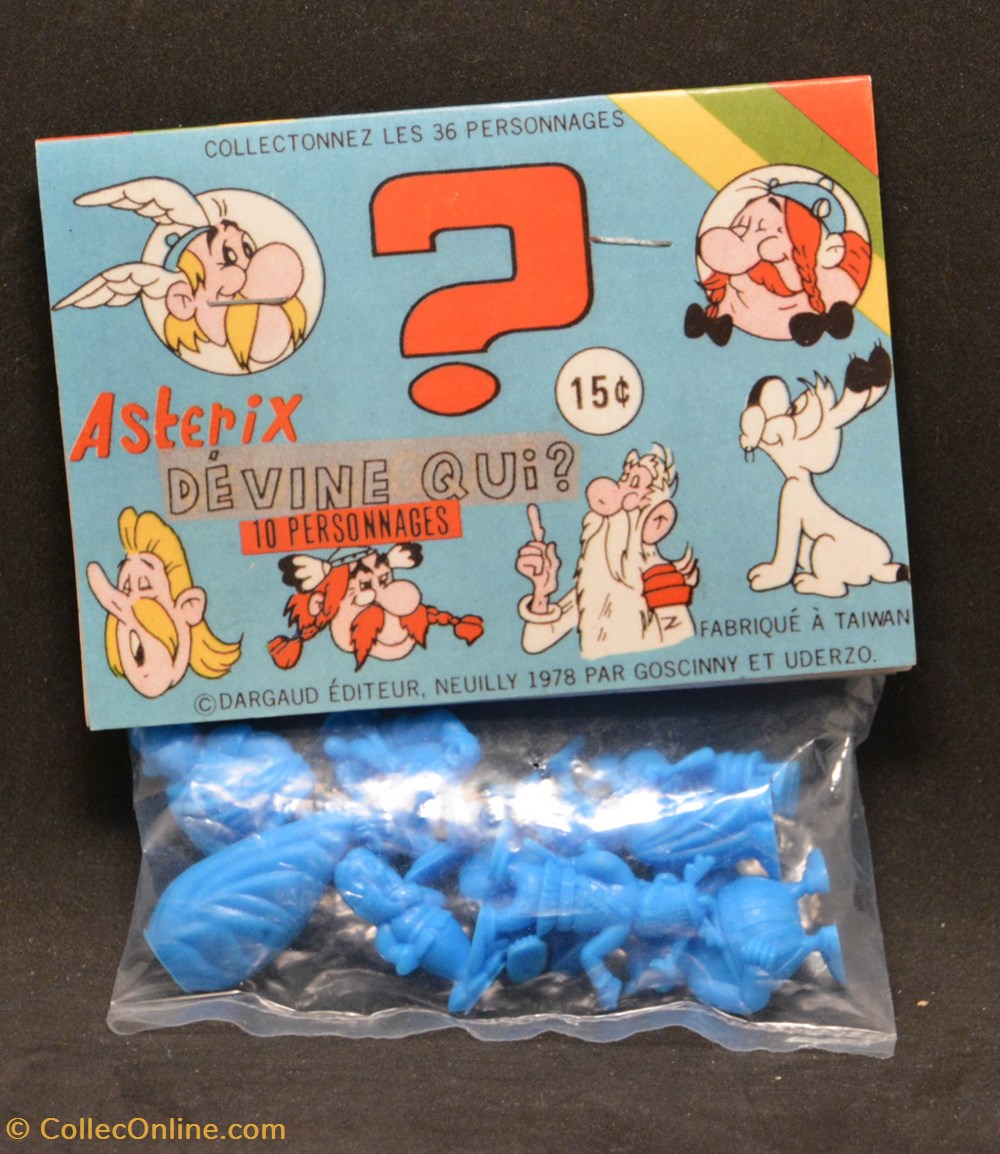 COLLECTONNEZ LES 36 PERSONNAGES
?
15¢
Asterix
DÉVINE QUi?
10 PERSONNAGES
Z
FABRIQUÉ À TAIWAN
©DARGAUD ÉDITEUR, NEUILLY 1978 PAR GOSCINNY ET UDERZO.
© CollecOnline.com